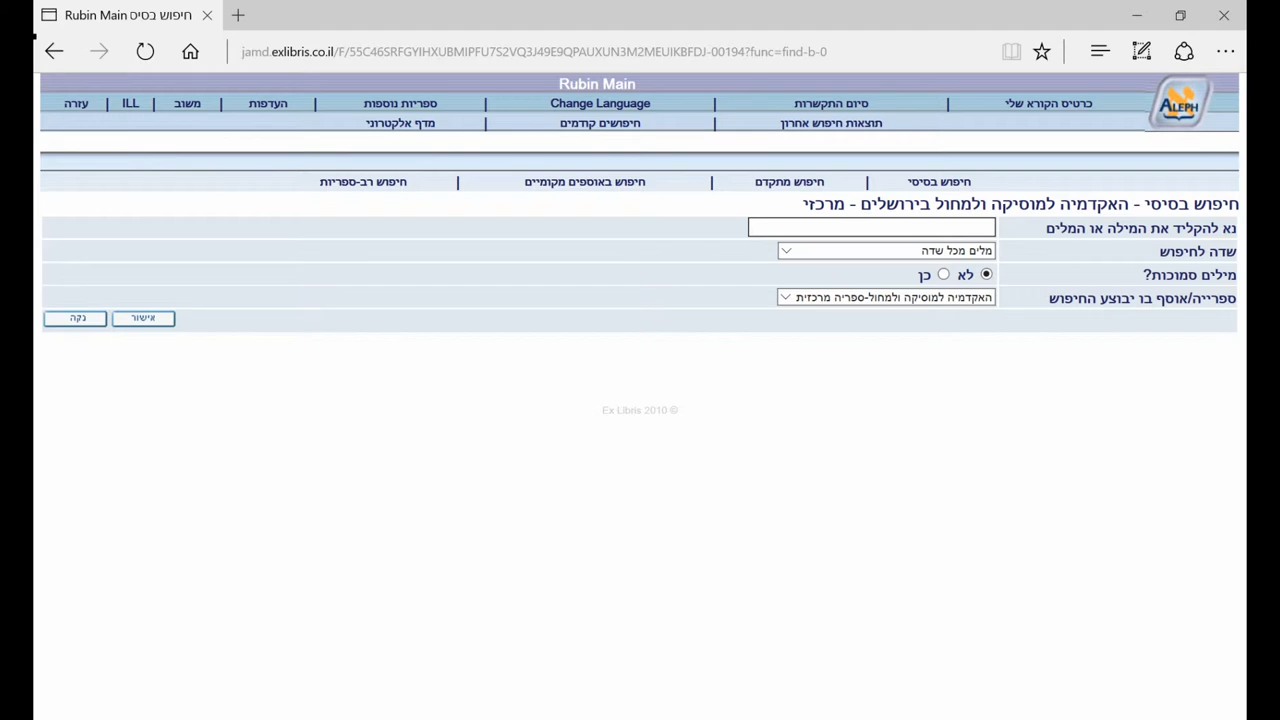 חיפוש בסיס Rubin Main
jamd.exlibris.co.il/F/55C46SRFGYIHXUBMIPFU7S2VQ3J49E9QPAUXUN3M2MEUIKBFDJ-00194?func=find-b-0
Rubin Main
ALEPH
כרטיס הקורא שלי | סיום התקשרות | Change Language | ספריות נוספות | העדפות | משוב | ILL | עזרה
תוצאות חיפוש אחרון | חיפושים קודמים | מדף אלקטרוני
חיפוש בסיסי | חיפוש מתקדם | חיפוש באוספים מקומיים | חיפוש רב-ספריות
חיפוש בסיסי - האקדמיה למוסיקה ולמחול בירושלים - מרכזי
נא להקליד את המילה או המלים
שדה לחיפוש מלים מכל שדה
מילים סמוכות? לא כן
ספרייה/אוסף בו יבוצע החיפוש האקדמיה למוסיקה ולמחול-ספריה מרכזית
אישור נקה
Ex Libris 2010 ©